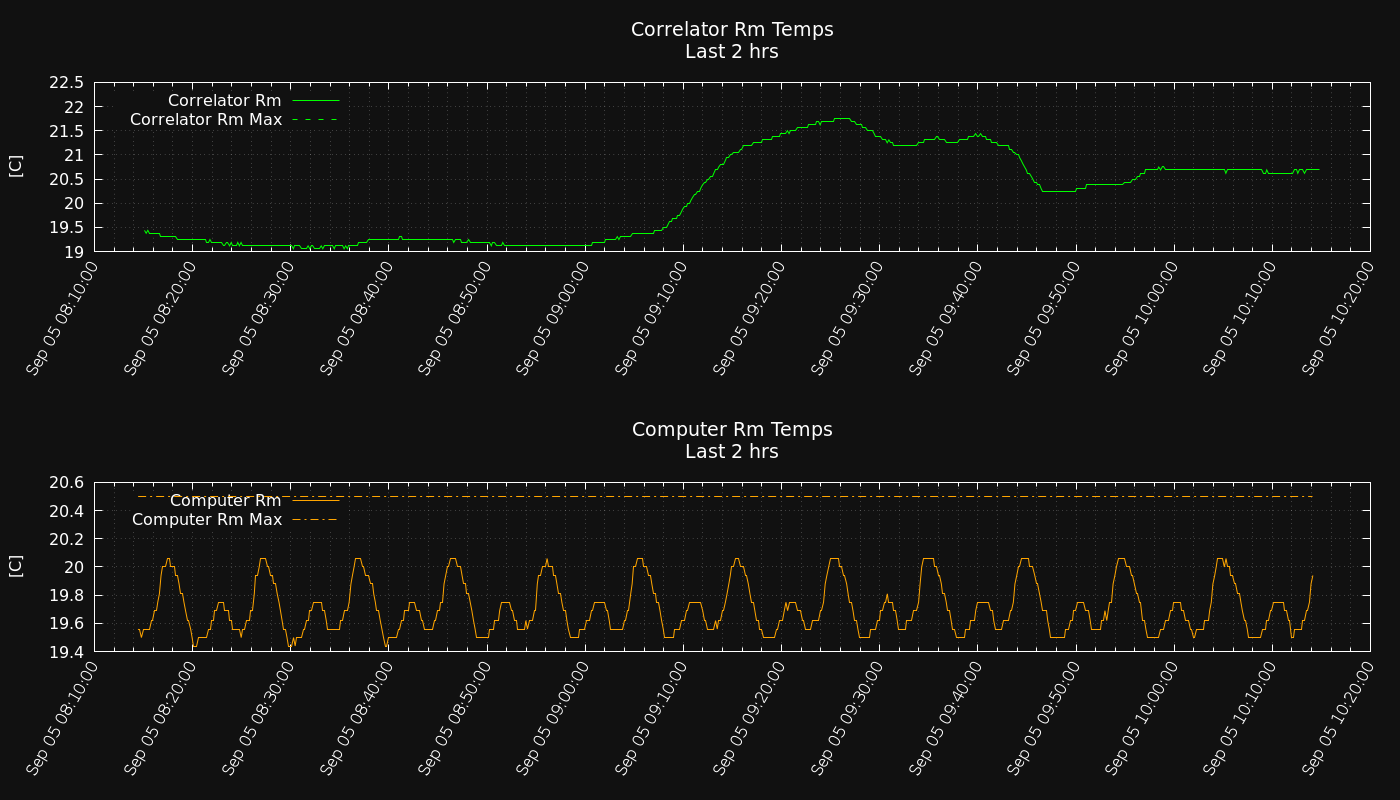 Correlator Rm Temps
Last 2 hrs
22.5
22
21.5
21
20.5
20
19.5
19
[C]
Correlator Rm
Correlator Rm Max
Sep 05 08:10:00
Sep 05 08:20:00
Sep 05 08:30:00
Sep 05 08:40:00
Sep 05 08:50:00
Sep 05 09:00:00
Sep 05 09:10:00
Sep 05 09:20:00
Sep 05 09:30:00
Sep 05 09:40:00
Sep 05 09:50:00
Sep 05 10:00:00
Sep 05 10:10:00
Sep 05 10:20:00
Computer Rm Temps
Last 2 hrs
20.6
20.4
20.2
20
19.8
19.6
19.4
[C]
Computer Rm
Computer Rm Max
Sep 05 08:10:00
Sep 05 08:20:00
Sep 05 08:30:00
Sep 05 08:40:00
Sep 05 08:50:00
Sep 05 09:00:00
Sep 05 09:10:00
Sep 05 09:20:00
Sep 05 09:30:00
Sep 05 09:40:00
Sep 05 09:50:00
Sep 05 10:00:00
Sep 05 10:10:00
Sep 05 10:20:00